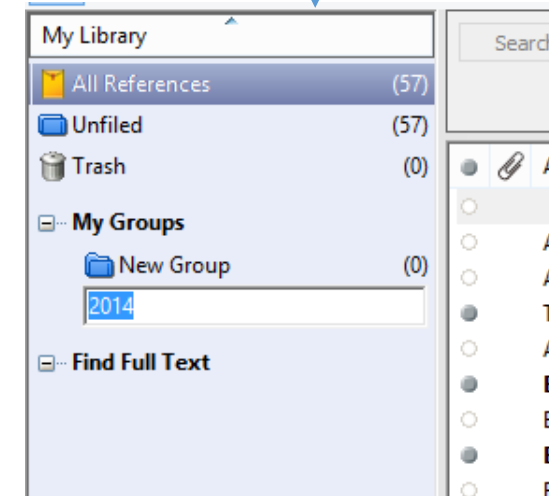 My Library
Search
All References (57)
Unfiled (57)
Trash (0)
My Groups
New Group (0)
2014
Find Full Text